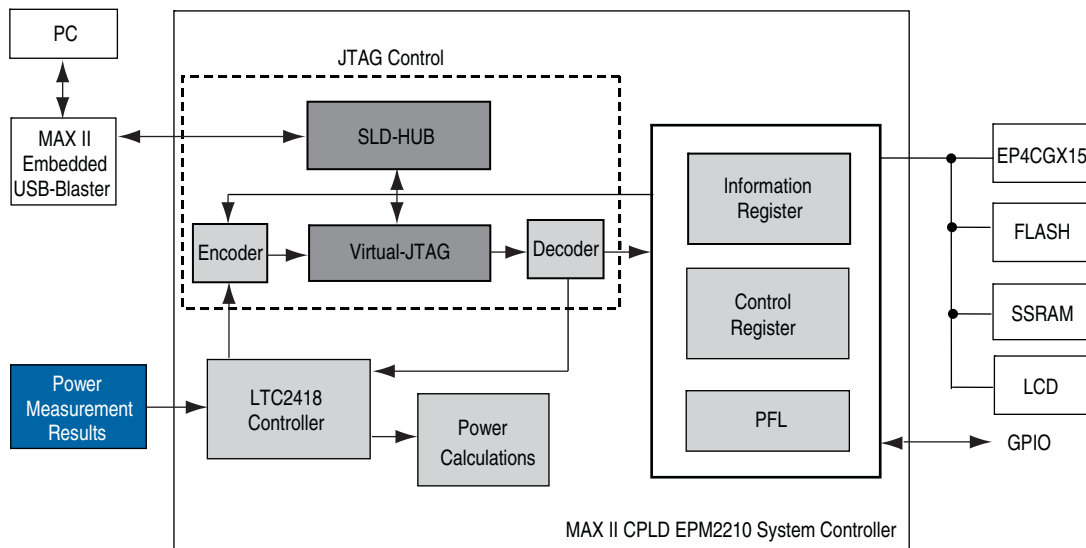 PC
JTAG Control
MAX II
Embedded
USB-Blaster
SLD-HUB
Encoder
Virtual-JTAG
Decoder
Information
Register
Control
Register
PFL
EP4CGX15
FLASH
SSRAM
LCD
GPIO
Power
Measurement
Results
LTC2418
Controller
Power
Calculations
MAX II CPLD EPM2210 System Controller